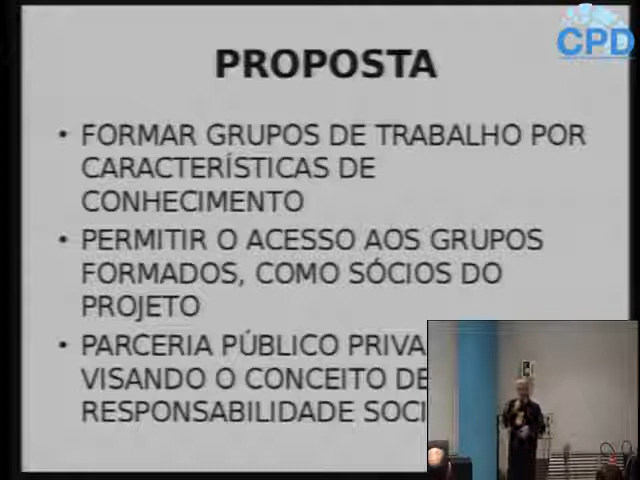 CPD
PROPOSTA
• FORMAR GRUPOS DE TRABALHO POR
CARACTERÍSTICAS DE
CONHECIMENTO
• PERMITIR O ACESSO AOS GRUPOS
FORMADOS, COMO SÓCIOS DO
PROJETO
• PARCERIA PÚBLICO PRIVA
VISANDO O CONCEITO DE
RESPONSABILIDADE SOCI